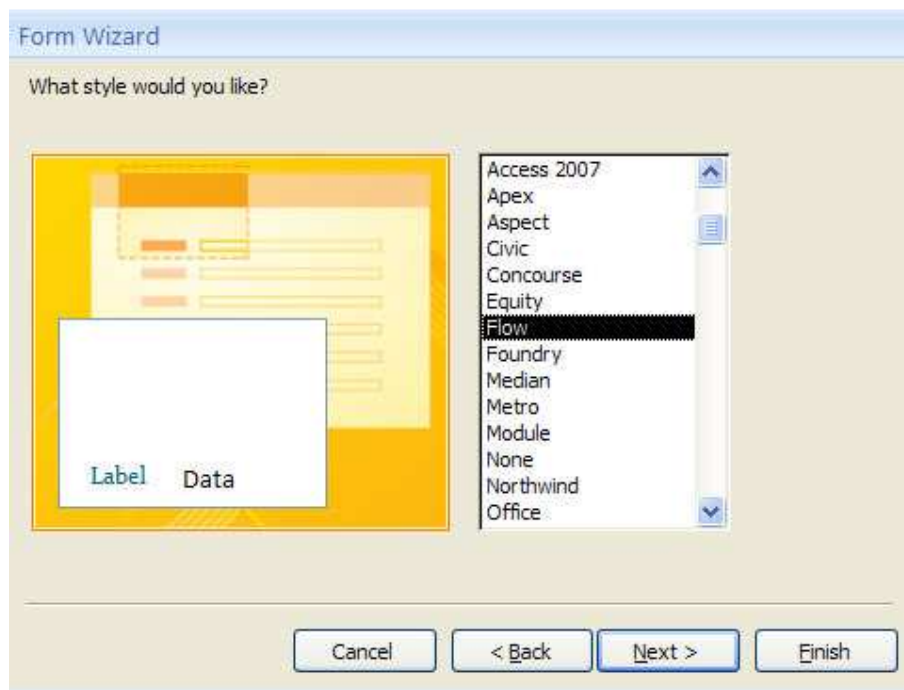 Form Wizard
What style would you like?
Label Data
Access 2007
Apex
Aspect
Civic
Concourse
Equity
Flow
Foundry
Median
Metro
Module
None
Northwind
Office
Cancel < Back Next > Finish